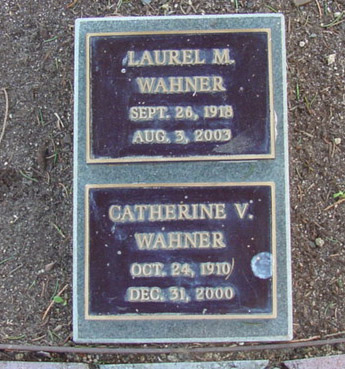 LAUREL M.
WAHNER
SEPT. 26, 1918
AUG. 3, 2003
CATHERINE V.
WAHNER
OCT. 24, 1910
DEC. 31, 2000